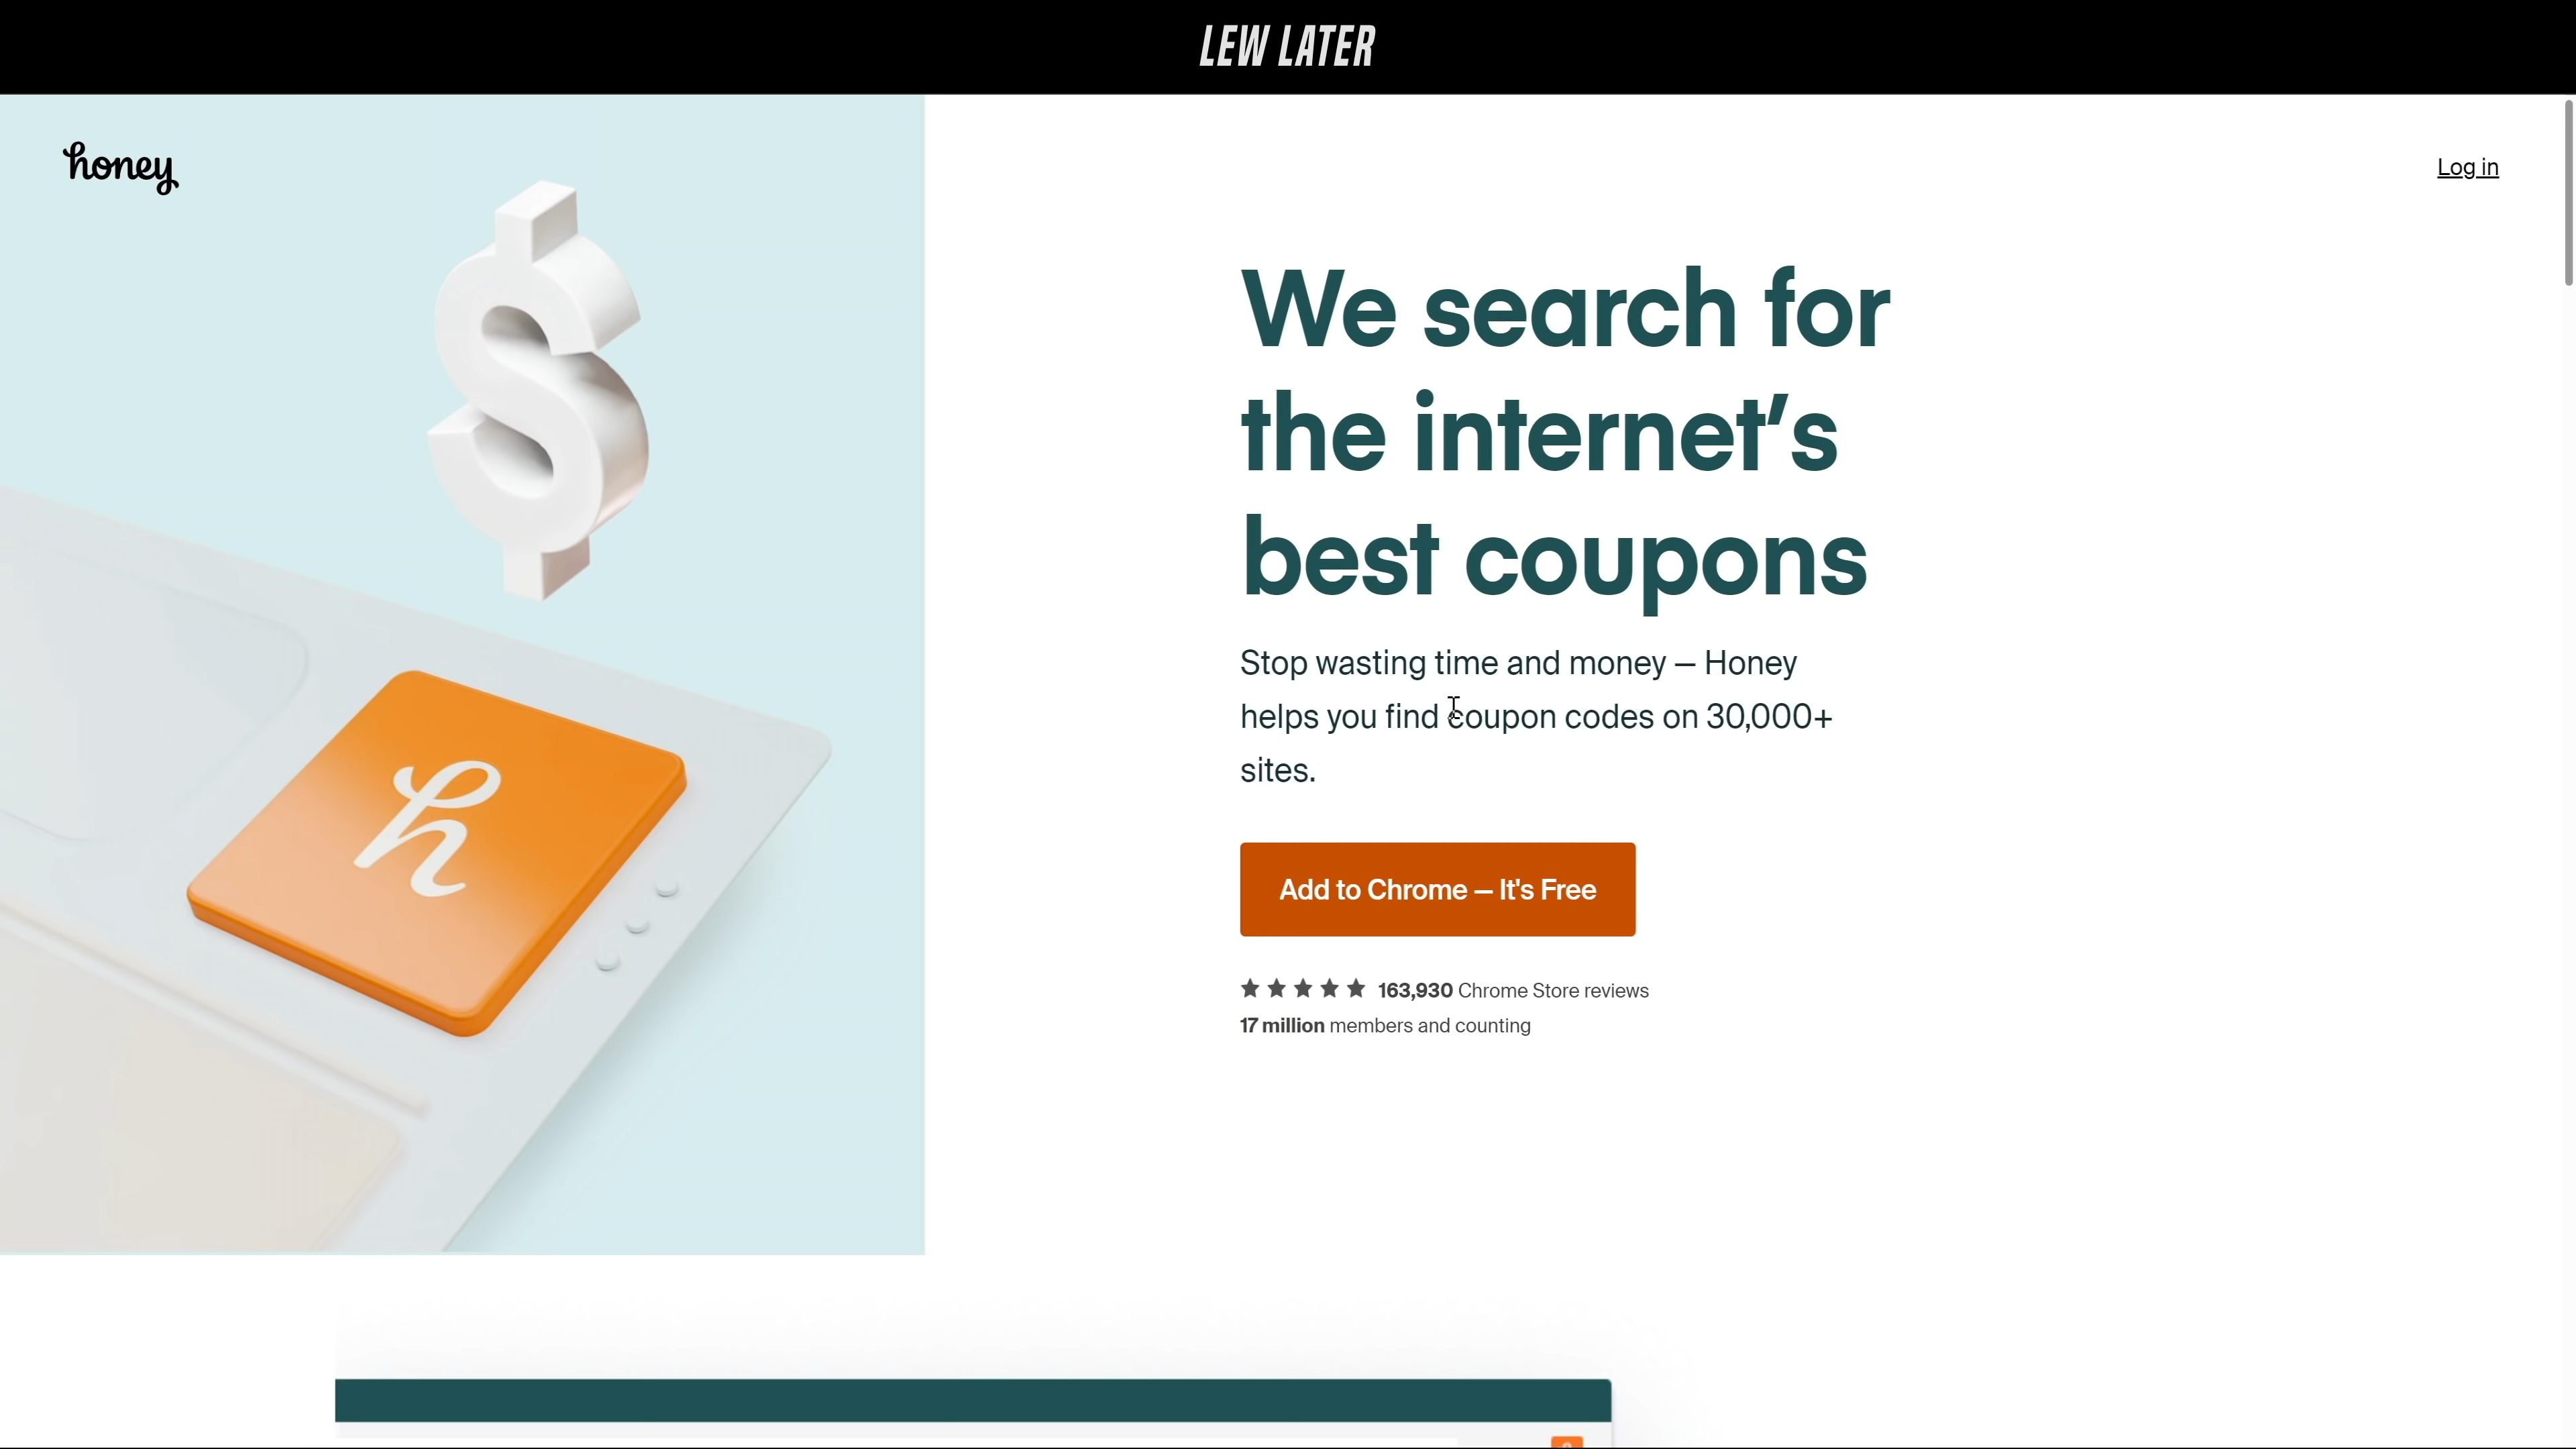 LEW LATER
honey
Log in
We search for
the internet’s
best coupons
Stop wasting time and money — Honey
helps you find coupon codes on 30,000+
sites.
h
Add to Chrome — It's Free
163,930 Chrome Store reviews
17 million members and counting